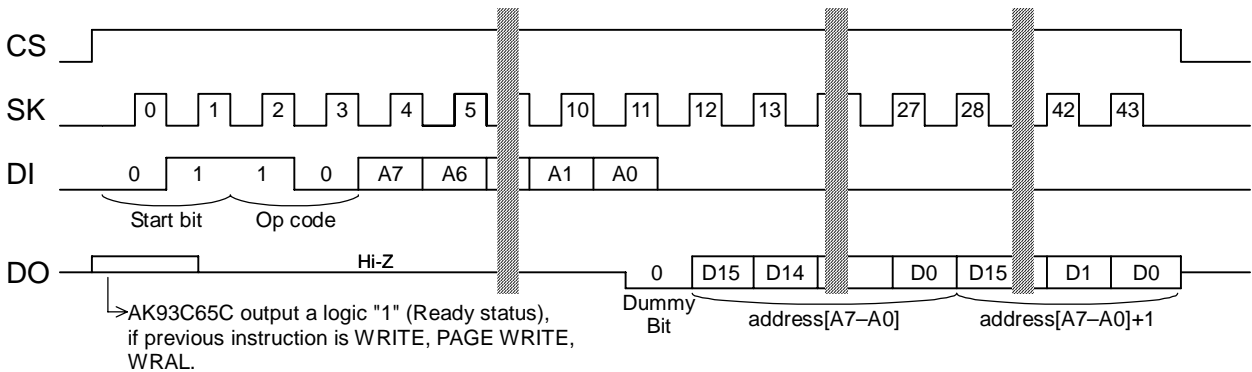 CS
SK 0 1 2 3 4 5 10 11 12 13 27 28 42 43
DI 0 1 1 0 A7 A6 A1 A0
Start bit Op code
DO Hi-Z 0 D15 D14 D0 D15 D1 D0
Dummy
Bit
address[A7–A0] address[A7–A0]+1
AK93C65C output a logic "1" (Ready status),
if previous instruction is WRITE, PAGE WRITE,
WRAL.